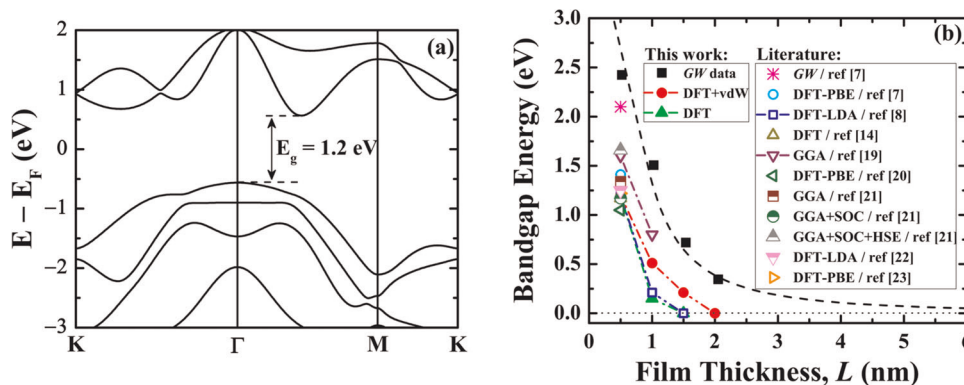 (a)
2
1
0
−1
−2
−3
E − E_F (eV)
E_g = 1.2 eV
K
Γ
M
K
(b)
3.0
2.5
2.0
1.5
1.0
0.5
0.0
Bandgap Energy (eV)
This work:
GW data
DFT+vdW
DFT
Literature:
GW / ref [7]
DFT-PBE / ref [7]
DFT-LDA / ref [8]
DFT / ref [14]
GGA / ref [19]
DFT-PBE / ref [20]
GGA / ref [21]
GGA+SOC / ref [21]
GGA+SOC+HSE / ref [21]
DFT-LDA / ref [22]
DFT-PBE / ref [23]
0 1 2 3 4 5 6
Film Thickness, L (nm)